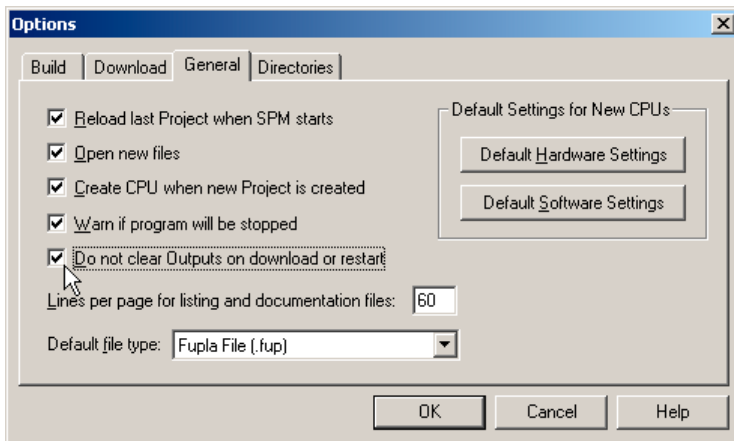 Options
Build
Download
General
Directories
Reload last Project when SPM starts
Open new files
Create CPU when new Project is created
Warn if program will be stopped
Do not clear Outputs on download or restart
Lines per page for listing and documentation files: 60
Default file type: Fupla File (.fup)
Default Settings for New CPUs
Default Hardware Settings
Default Software Settings
OK
Cancel
Help